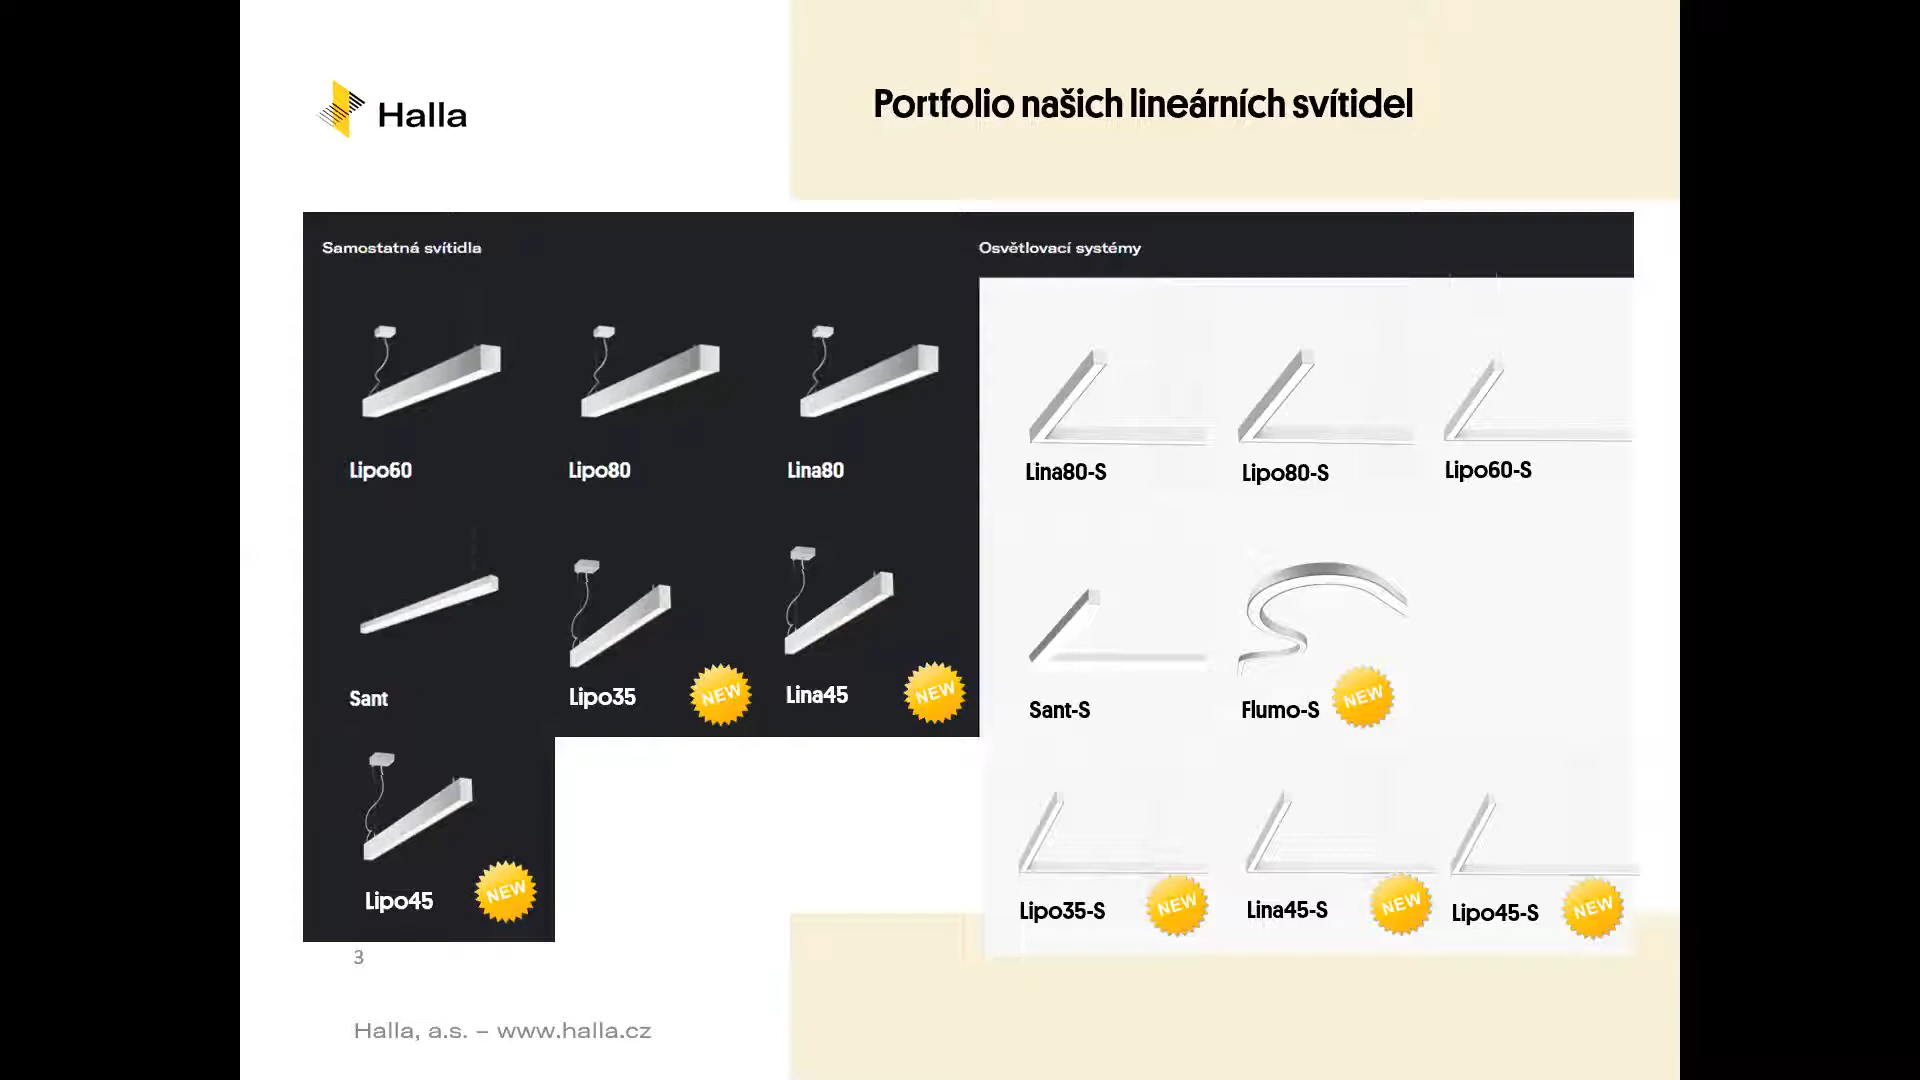 Halla
Portfolio našich lineárních svítidel
Samostatná svítidla
Lipo60
Lipo80
Lina80
Sant
Lipo35
NEW
Lina45
NEW
Lipo45
NEW
Osvětlovací systémy
Lina80-S
Lipo80-S
Lipo60-S
Sant-S
Flumo-S
NEW
Lipo35-S
NEW
Lina45-S
NEW
Lipo45-S
NEW
3
Halla, a.s. – www.halla.cz